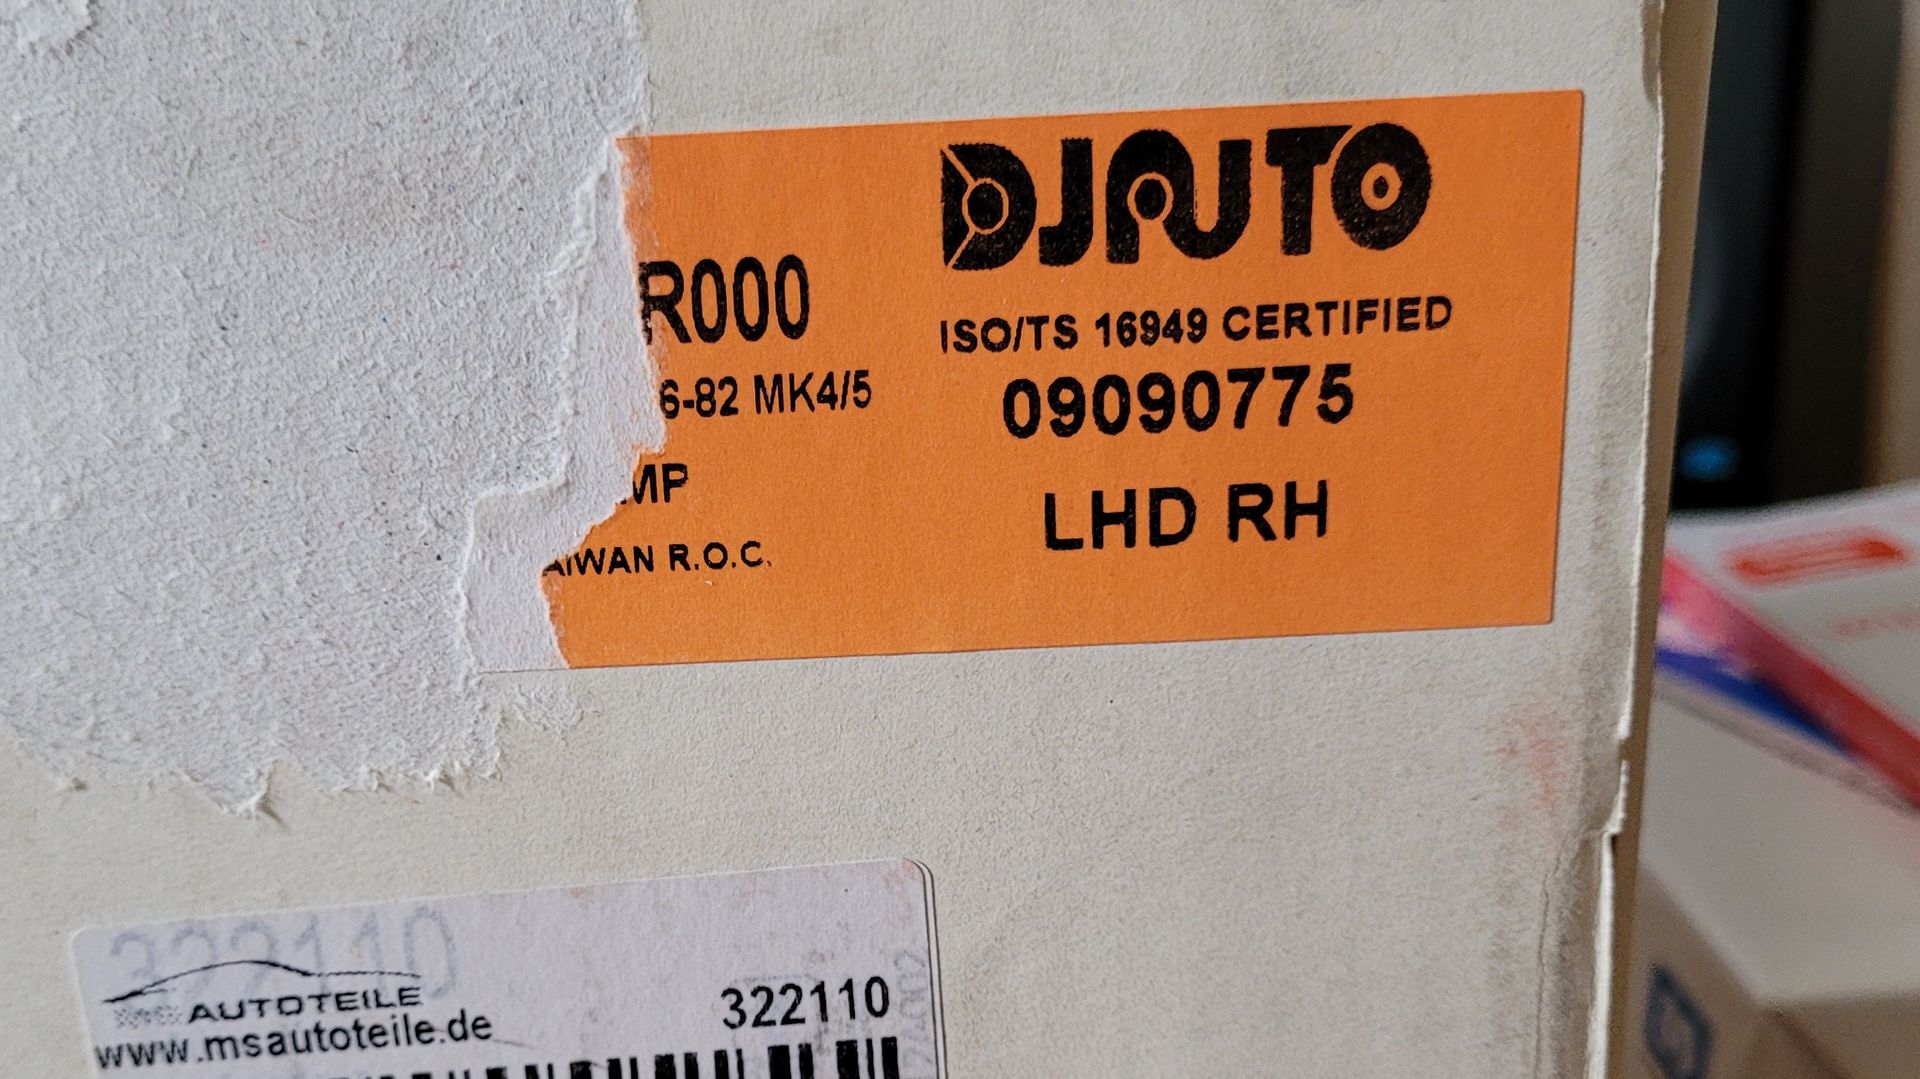 DJAUTO
R000
ISO/TS 16949 CERTIFIED
6-82 MK4/5
09090775
MP
LHD RH
AIWAN R.O.C.
322110
AUTOTEILE
322110
www.msautoteile.de